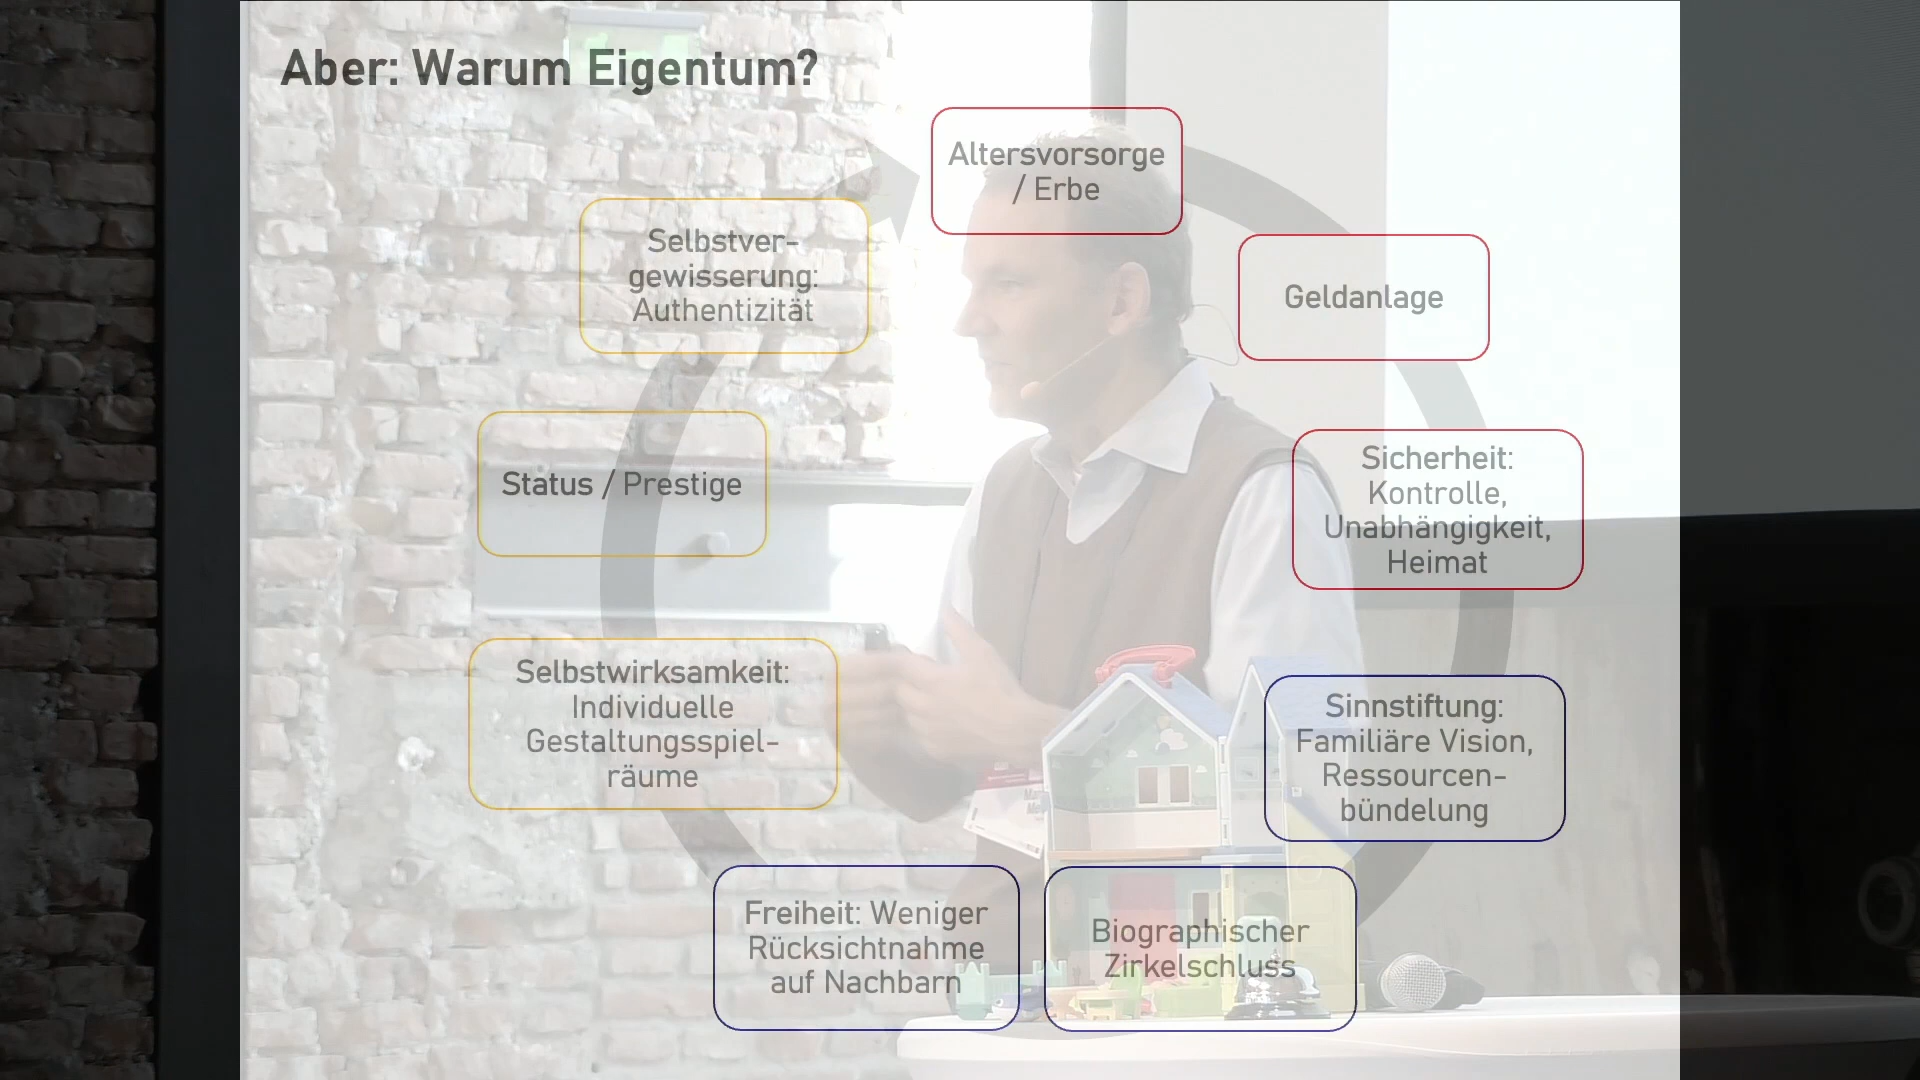 Aber: Warum Eigentum?
Altersvorsorge
/ Erbe
Geldanlage
Sicherheit:
Kontrolle,
Unabhängigkeit,
Heimat
Sinnstiftung:
Familiäre Vision,
Ressourcen-
bündelung
Biographischer
Zirkelschluss
Freiheit: Weniger
Rücksichtnahme
auf Nachbarn
Selbstwirksamkeit:
Individuelle
Gestaltungsspiel-
räume
Status / Prestige
Selbstver-
gewisserung:
Authentizität